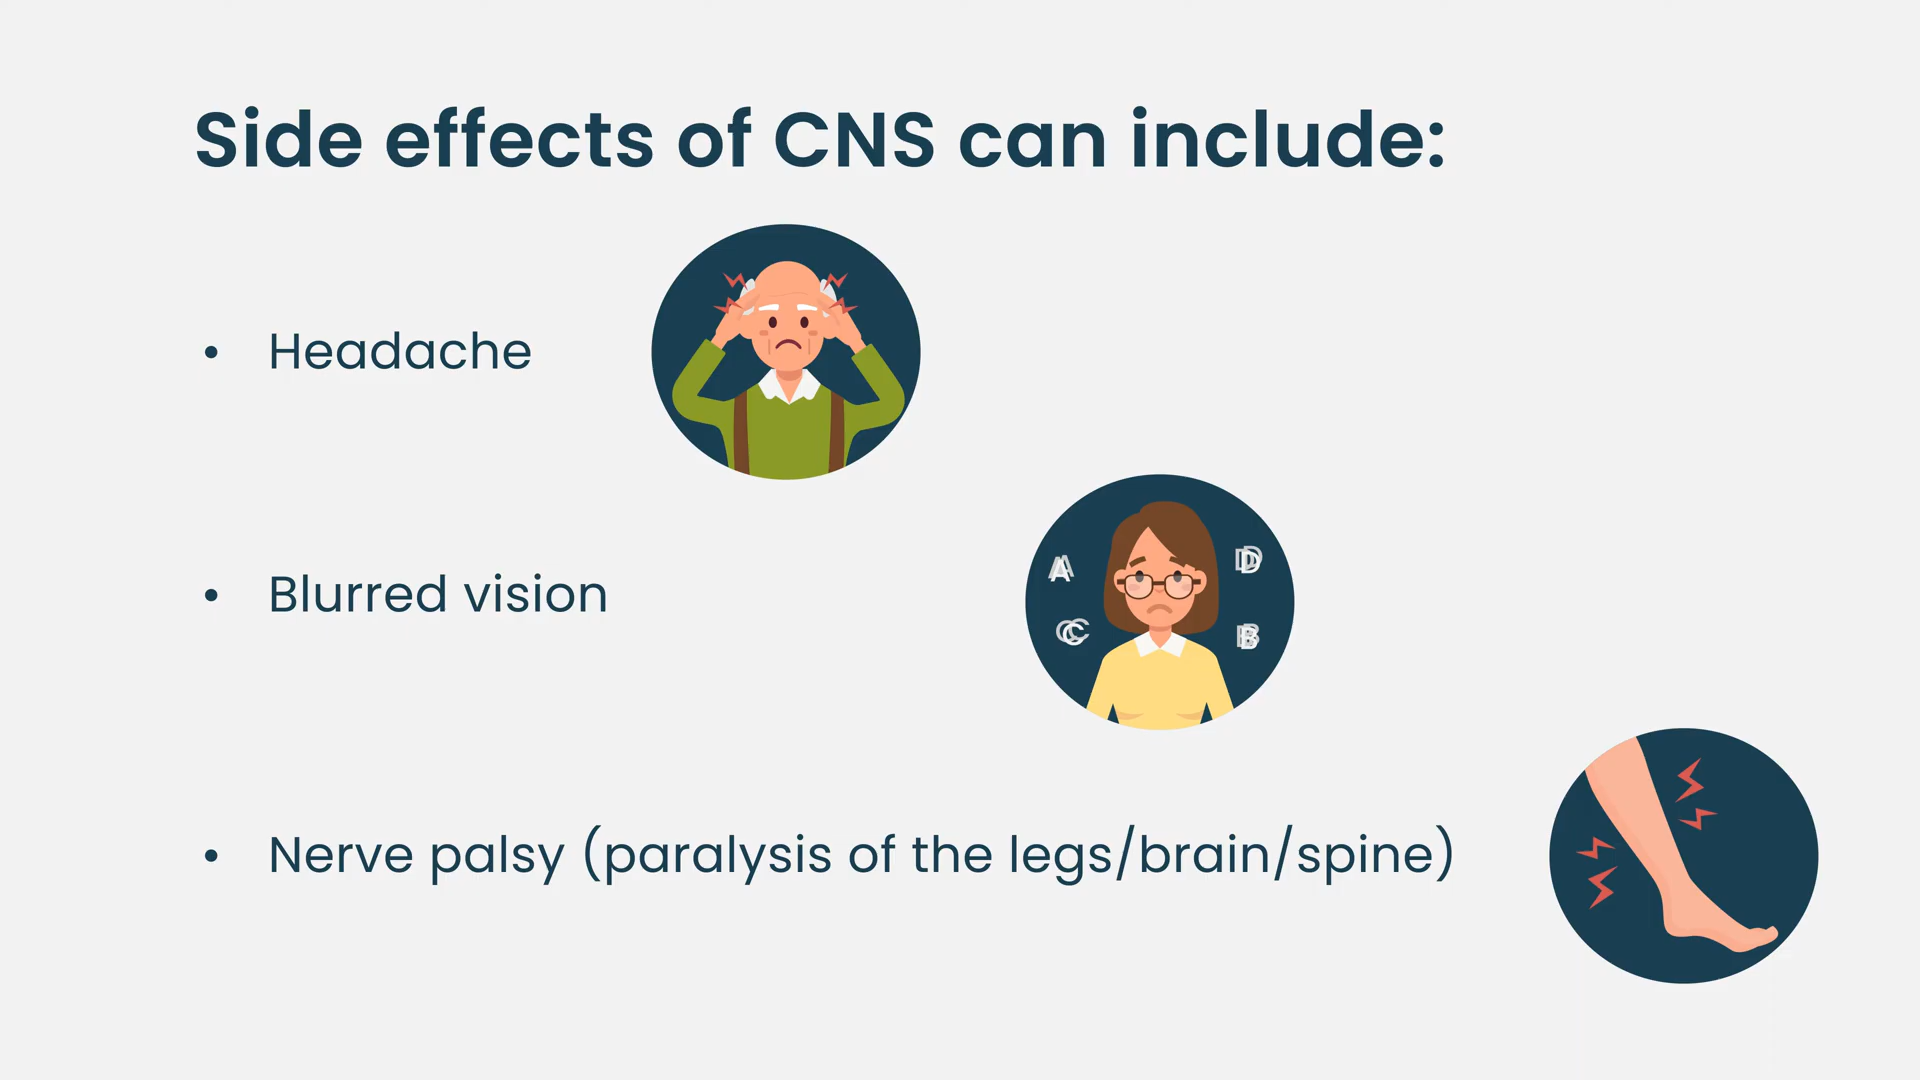 Side effects of CNS can include:
• Headache
A D
C B
• Blurred vision
• Nerve palsy (paralysis of the legs/brain/spine)